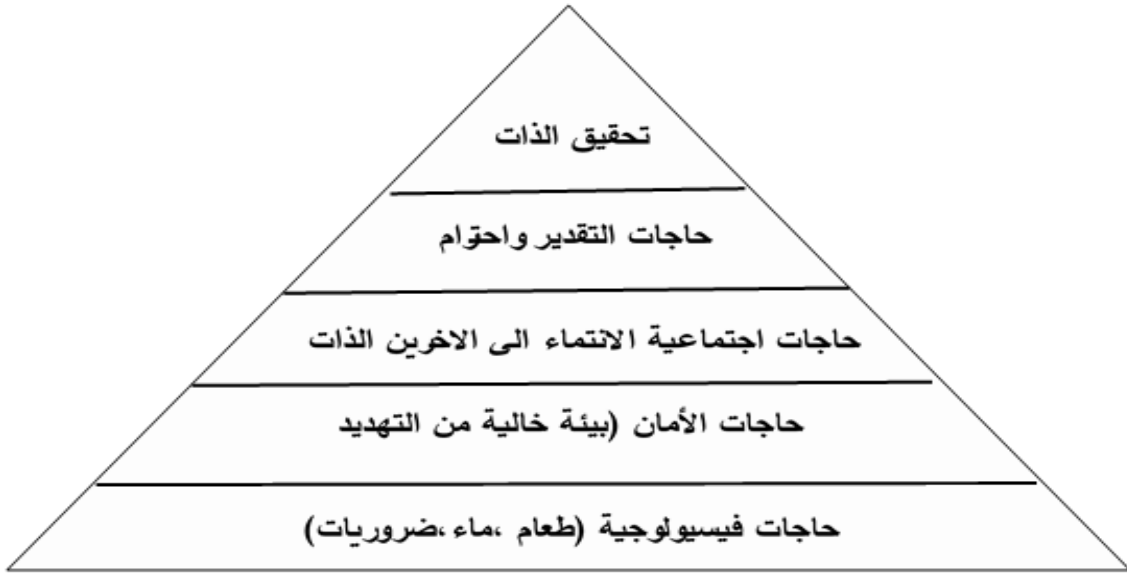 تحقيق الذات
حاجات التقدير واحتوام
حاجات اجتماعية الانتماء الى الاخرين الذات
حاجات الأمان (بيئة خالية من التهديد
حاجات فيسيولوجية (طعام ،ماء ،ضروريات)